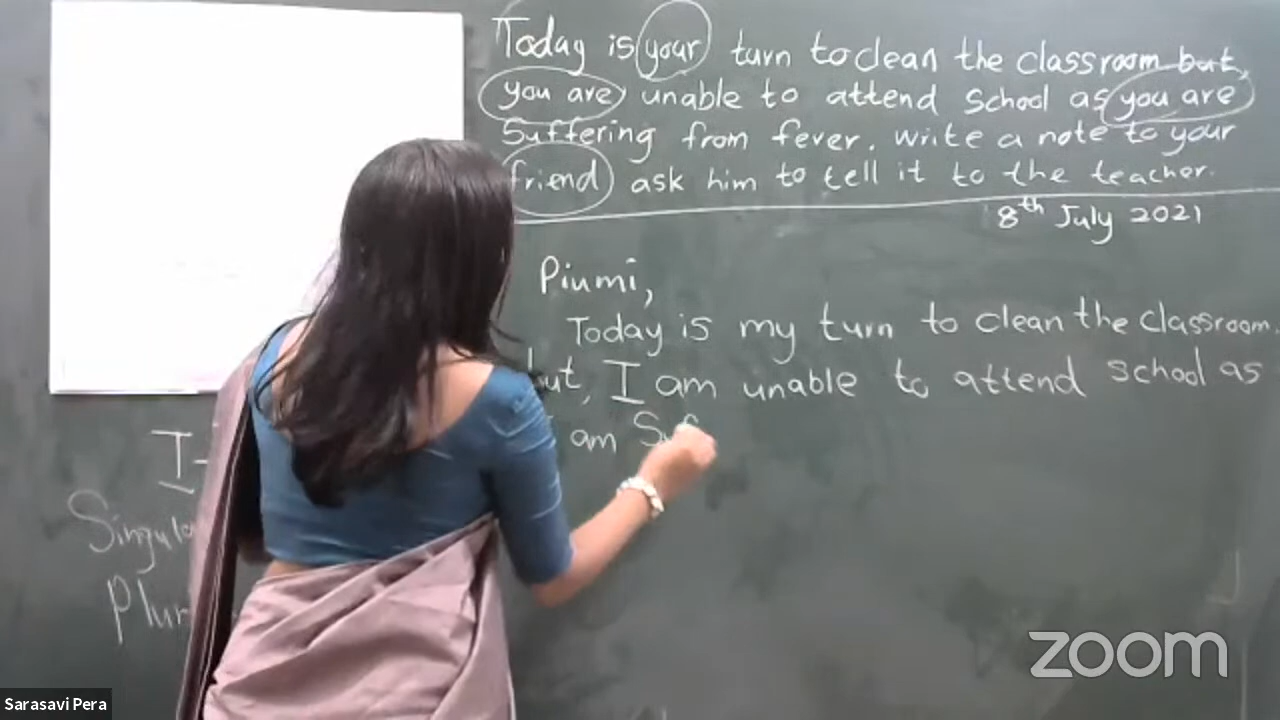 Today is your turn to clean the classroom but,
you are unable to attend school as you are
Suffering from fever. write a note to your
friend ask him to tell it to the teacher.
8th July 2021
Piumi,
Today is my turn to clean the classroom.
but, I am unable to attend school as
I am Suf
I-
Singula
Plur
zoom
Sarasavi Pera